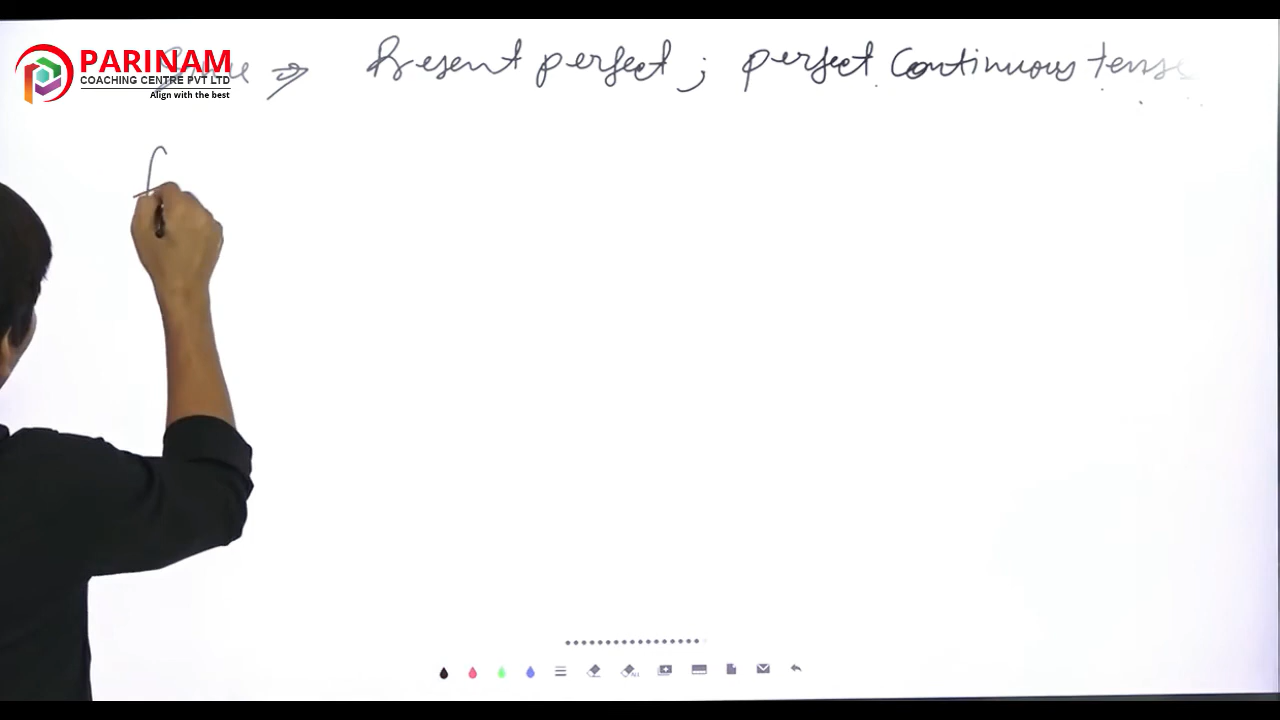 PARINAM
COACHING CENTRE PVT LTD
Align with the best
⇒ Present perfect ; perfect Continuous tense
f